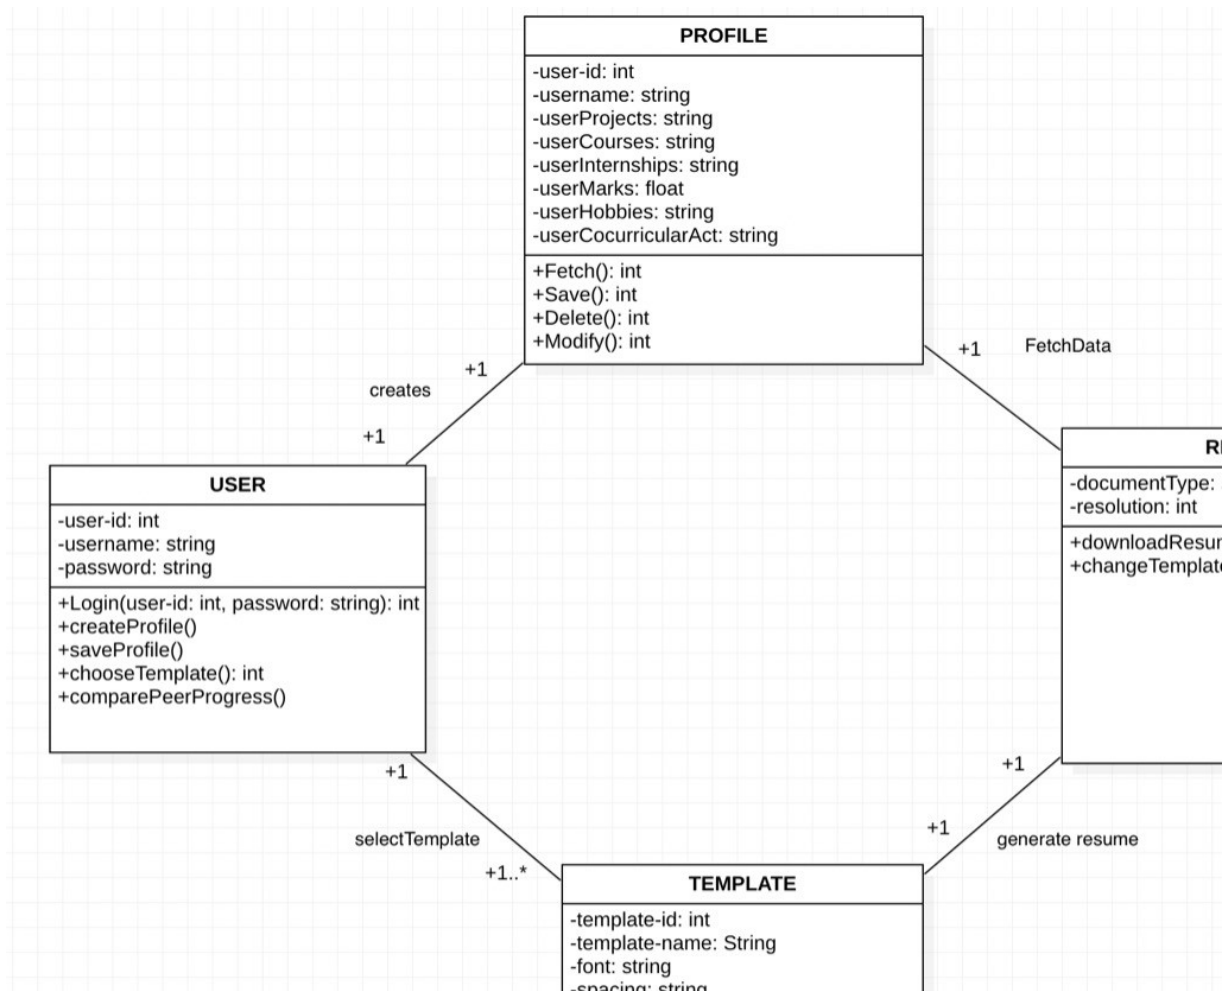 PROFILE
-user-id: int
-username: string
-userProjects: string
-userCourses: string
-userInternships: string
-userMarks: float
-userHobbies: string
-userCocurricularAct: string
+Fetch(): int
+Save(): int
+Delete(): int
+Modify(): int
+1
FetchData
+1
creates
+1
USER
-user-id: int
-username: string
-password: string
+Login(user-id: int, password: string): int
+createProfile()
+saveProfile()
+chooseTemplate(): int
+comparePeerProgress()
-documentType:
-resolution: int
+1
selectTemplate
+1..*
+1
+1
generate resume
TEMPLATE
-template-id: int
-template-name: String
-font: string
-spacing: string